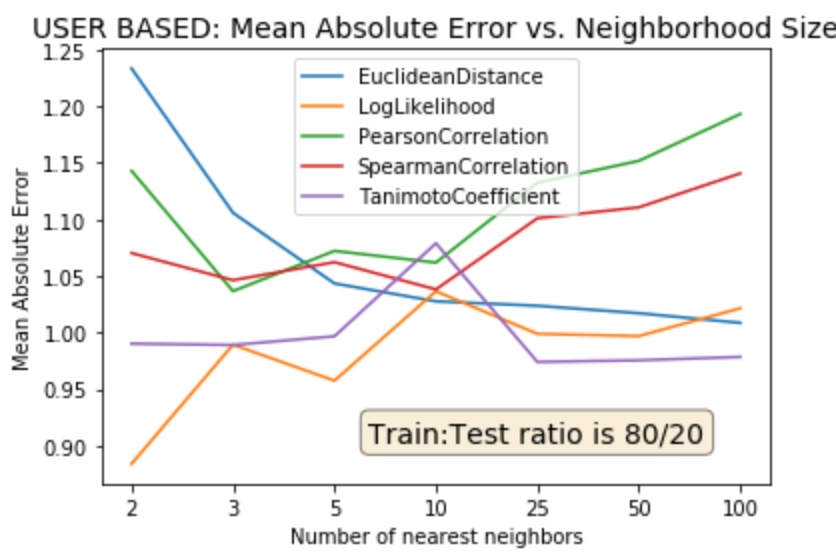 USER BASED: Mean Absolute Error vs. Neighborhood Size
1.25
1.20
1.15
1.10
1.05
1.00
0.95
0.90
Mean Absolute Error
EuclideanDistance
LogLikelihood
PearsonCorrelation
SpearmanCorrelation
TanimotoCoefficient
Train:Test ratio is 80/20
2 3 5 10 25 50 100
Number of nearest neighbors